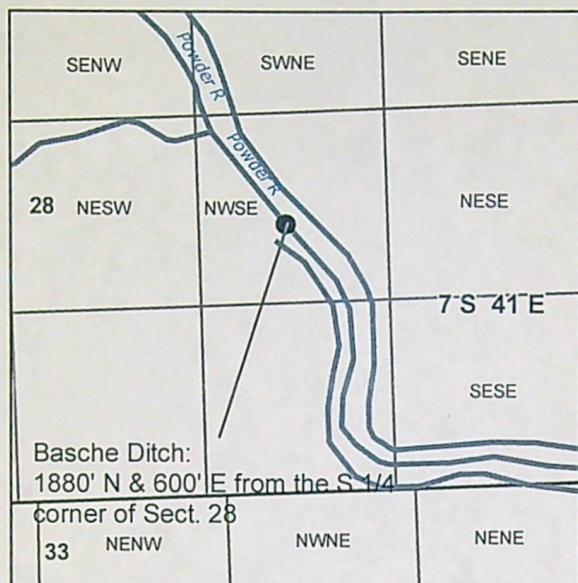 Powder R
SENW SWNE SENE
Powder R
28 NESW NWSE NESE
7 S 41 E
SESE
Basche Ditch:
1880' N & 600' E from the S 1/4
corner of Sect. 28
33 NENW NWNE NENE